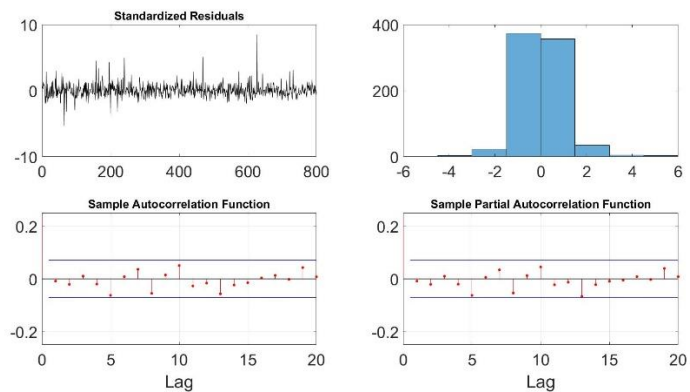 Standardized Residuals
10
0
-10
0 200 400 600 800
400
200
0
-6 -4 -2 0 2 4 6
Sample Autocorrelation Function
0.2
0
-0.2
0 5 10 15 20
Lag
Sample Partial Autocorrelation Function
0.2
0
-0.2
0 5 10 15 20
Lag